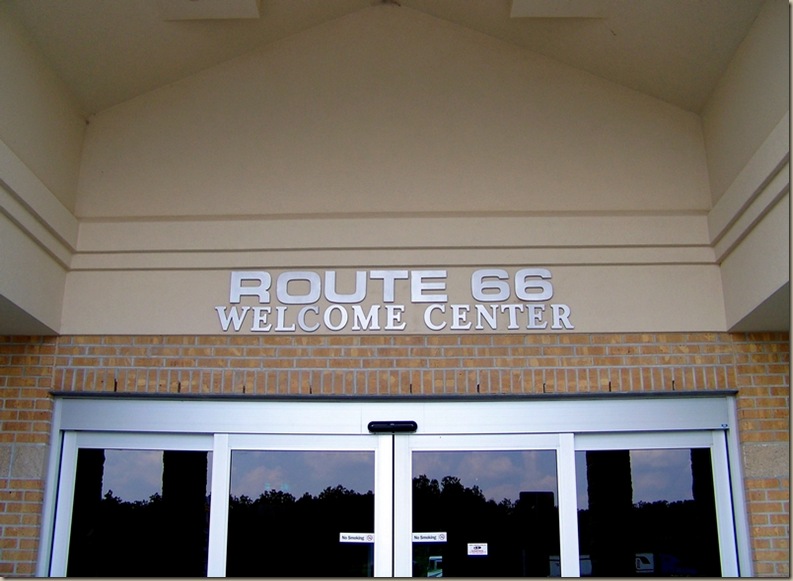 ROUTE 66
WELCOME CENTER
No Smoking
No Smoking